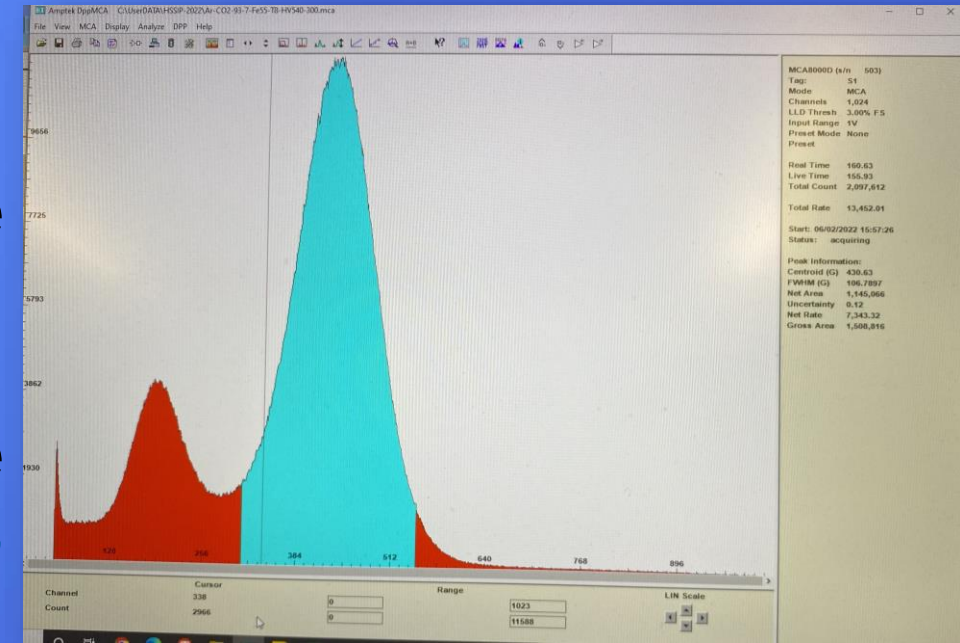 Amptek DppMCA C:\UserDATA\HSSIP-2022\Ar-CO2-93-7-Fe55-TB-HV540-300.mca
File View MCA Display Analyze DPP Help
MCA8000D (s/n 503)
Tag: S1
Mode MCA
Channels 1,024
LLD Thresh 3.00% FS
Input Range 1V
Preset Mode None
Preset
Real Time 160.63
Live Time 155.93
Total Count 2,097,612
Total Rate 13,452.01
Start: 06/02/2022 15:57:26
Status: acquiring
Peak Information:
Centroid (G) 430.63
FWHM (G) 106.7897
Net Area 1,145,066
Uncertainty 0.12
Net Rate 7,343.32
Gross Area 1,508,816
9656
7725
5793
3862
1930
128 256 384 512 640 768 896
Cursor Range LIN Scale
Channel 338 0 1023
Count 2966 0 11588